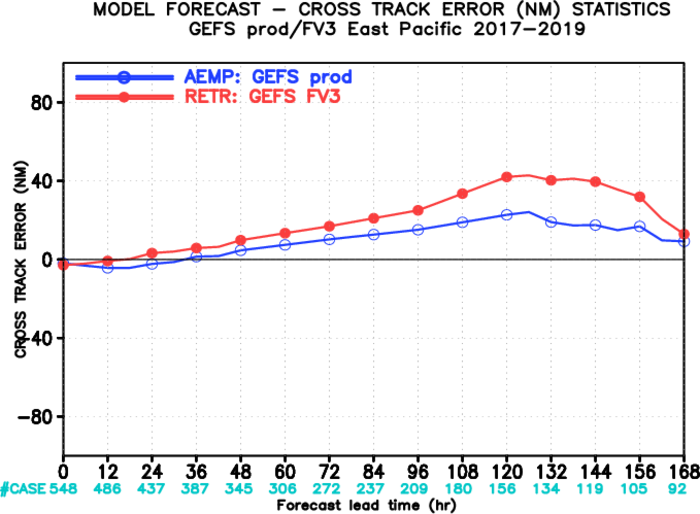 MODEL FORECAST – CROSS TRACK ERROR (NM) STATISTICS
GEFS prod/FV3 East Pacific 2017–2019
AEMP: GEFS prod
RETR: GEFS FV3
CROSS TRACK ERROR (NM)
80
40
0
−40
−80
0 12 24 36 48 60 72 84 96 108 120 132 144 156 168
#CASE 548 486 437 387 345 306 272 237 209 180 156 134 119 105 92
Forecast lead time (hr)